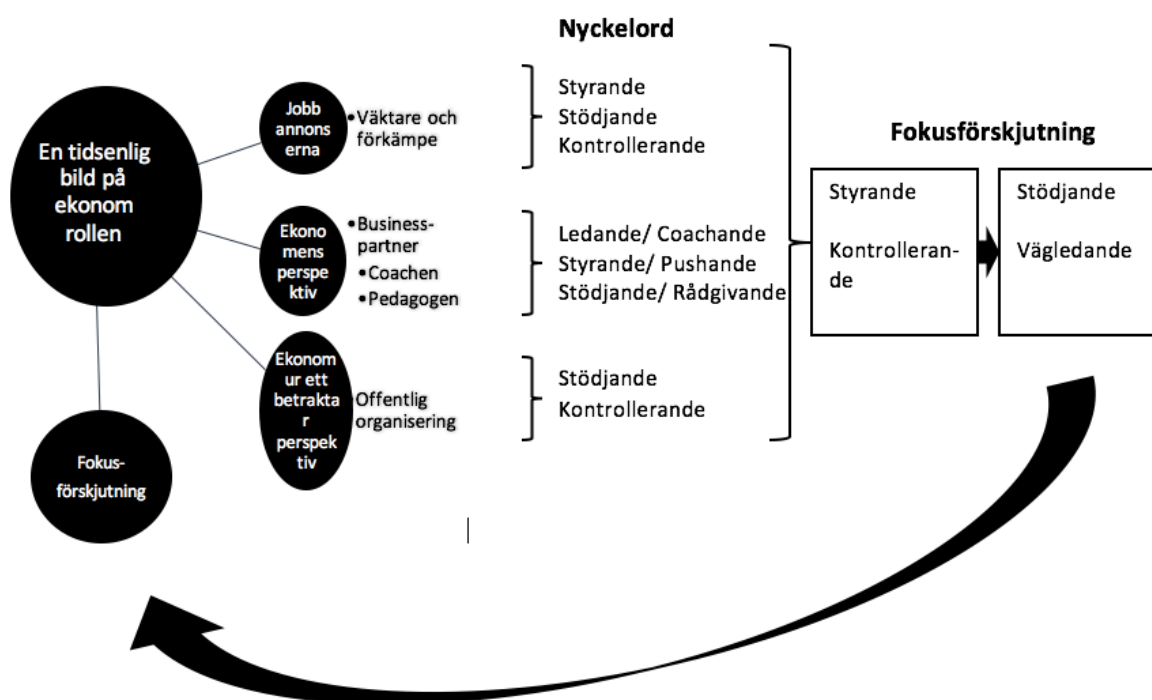 En tidsenlig
bild på
ekonom
rollen
Fokus-
förskjutning
Jobb
annons
erna
•Väktare och
förkämpe
Ekono
mens
perspe
ktiv
•Business-
partner
•Coachen
•Pedagogen
Ekonom
ur ett
betrakta
r
perspek
tiv
•Offentlig
organisering
Nyckelord
Styrande
Stödjande
Kontrollerande
Ledande/ Coachande
Styrande/ Pushande
Stödjande/ Rådgivande
Stödjande
Kontrollerande
Fokusförskjutning
Styrande
Kontrolleran-
de
Stödjande
Vägledande